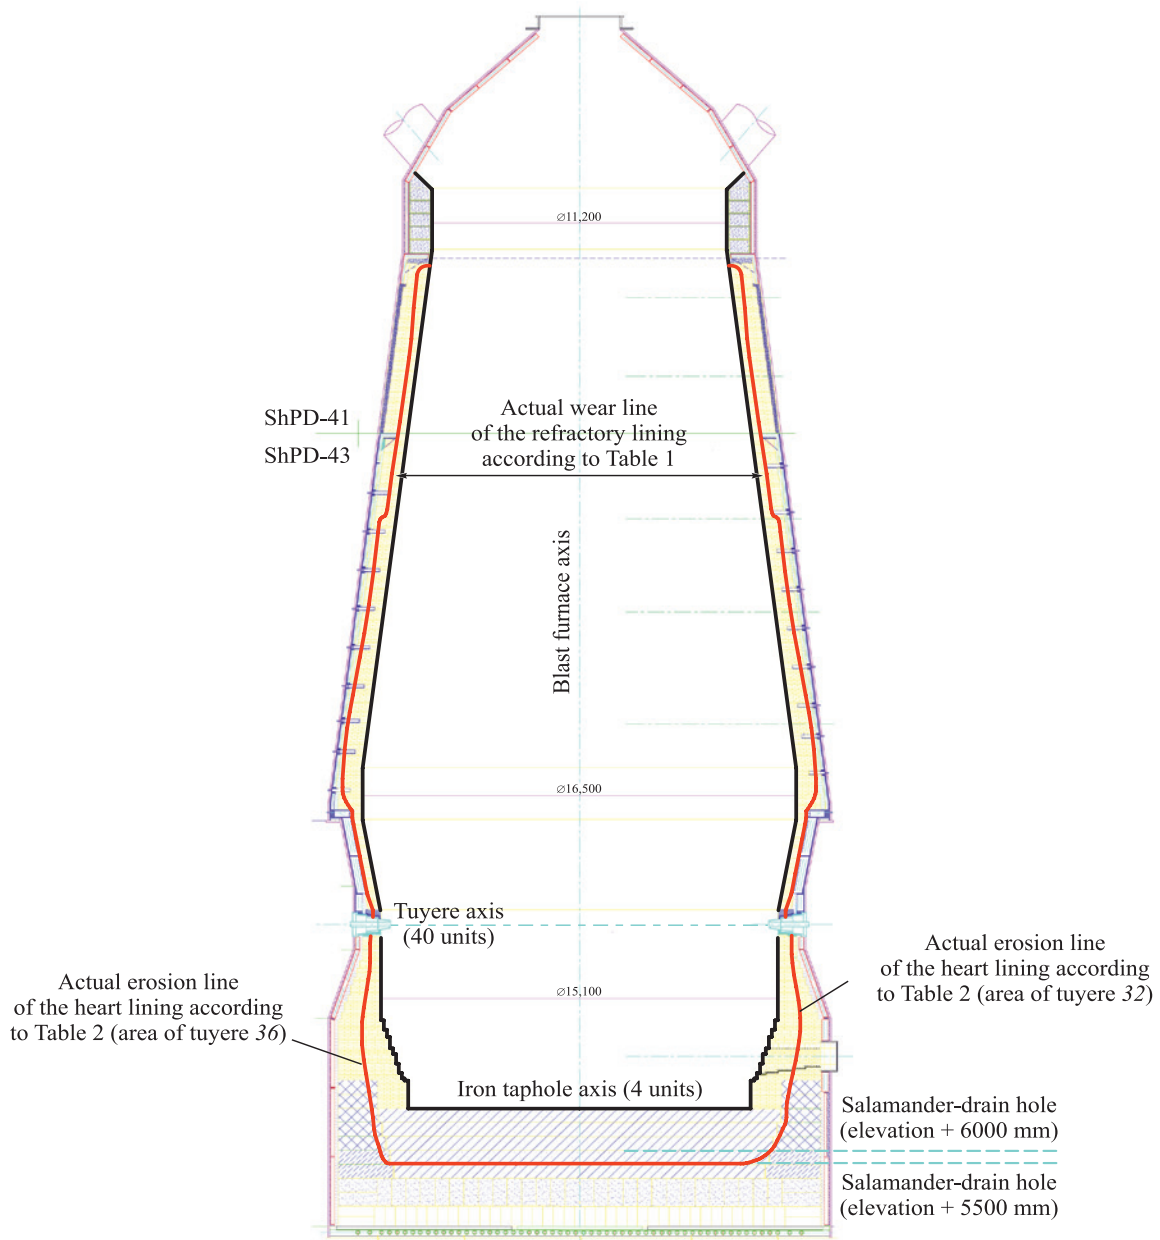 ⌀11,200
ShPD-41
ShPD-43
Actual wear line
of the refractory lining
according to Table 1
Blast furnace axis
⌀16,500
Tuyere axis
(40 units)
Actual erosion line
of the heart lining according
to Table 2 (area of tuyere 32)
Actual erosion line
of the heart lining according
to Table 2 (area of tuyere 36)
⌀15,100
Iron taphole axis (4 units)
Salamander-drain hole
(elevation + 6000 mm)
Salamander-drain hole
(elevation + 5500 mm)